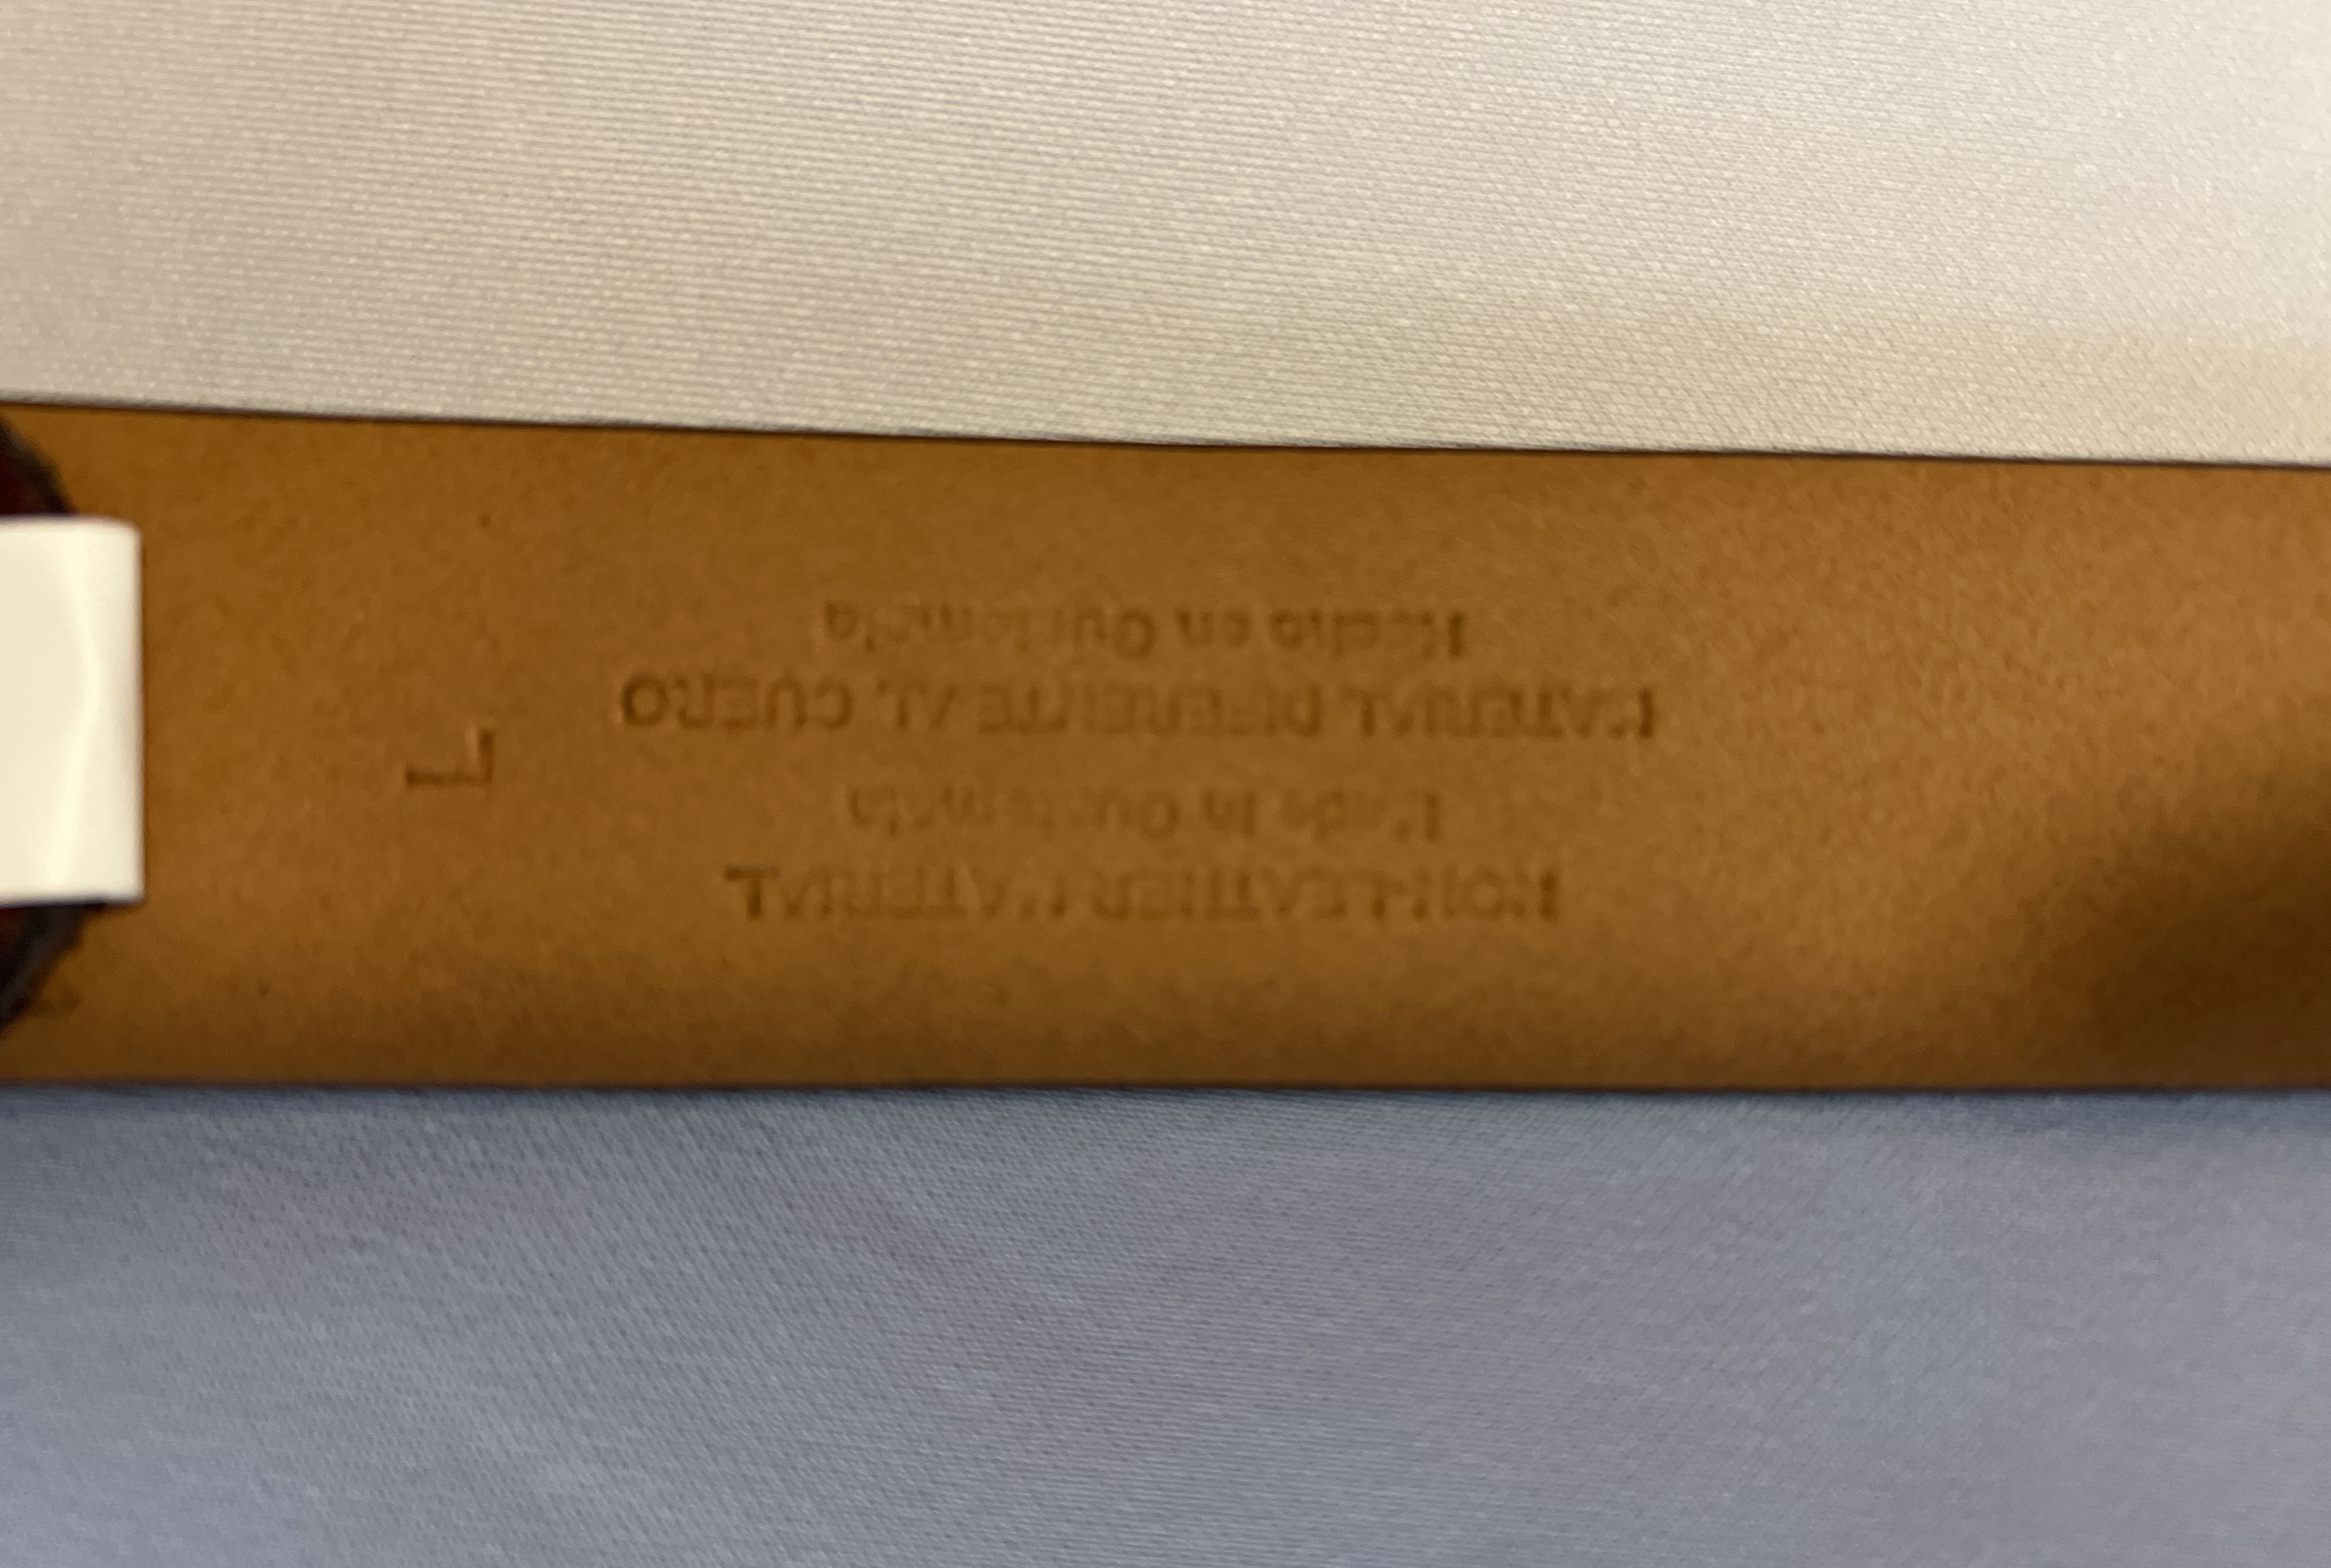 NON-LEATHER MATERIAL
Made in Guatemala
MATERIAL DIFERENTE AL CUERO
Hecho en Guatemala
L